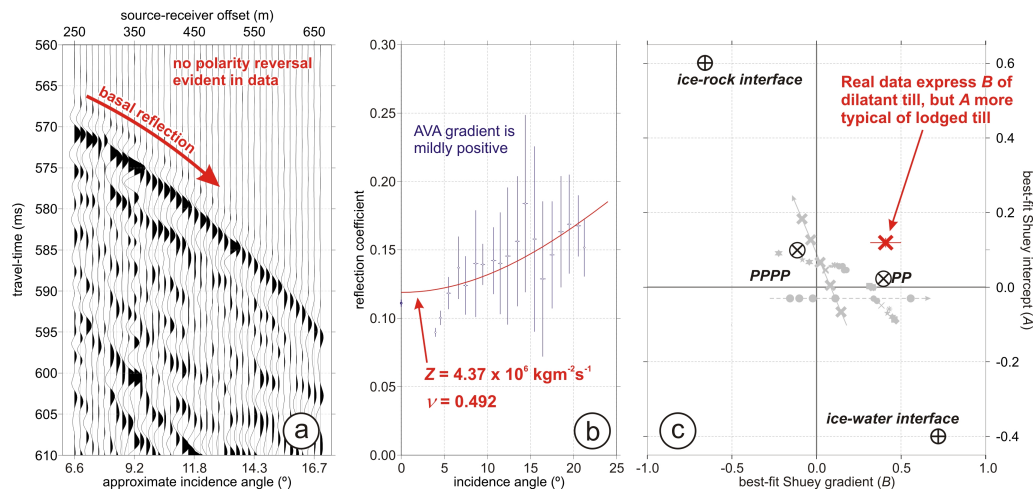 source-receiver offset (m)
250 350 450 550 650
travel-time (ms)
560
570
575
580
585
590
595
600
605
610
no polarity reversal
evident in data
basal reflection
a
6.6 9.2 11.8 14.3 16.7
approximate incidence angle (º)
reflection coefficient
0.30
0.25
0.20
0.15
0.10
0.05
0.00
AVA gradient is
mildly positive
Z = 4.37 x 10⁶ kgm⁻²s⁻¹
ν = 0.492
b
0 5 10 15 20 25
incidence angle (º)
ice-rock interface
Real data express B of
dilatant till, but A more
typical of lodged till
PPPP
PP
ice-water interface
c
0.6
0.4
0.2
0.0
-0.2
-0.4
best-fit Shuey intercept (A)
-1.0 -0.5 0.0 0.5 1.0
best-fit Shuey gradient (B)